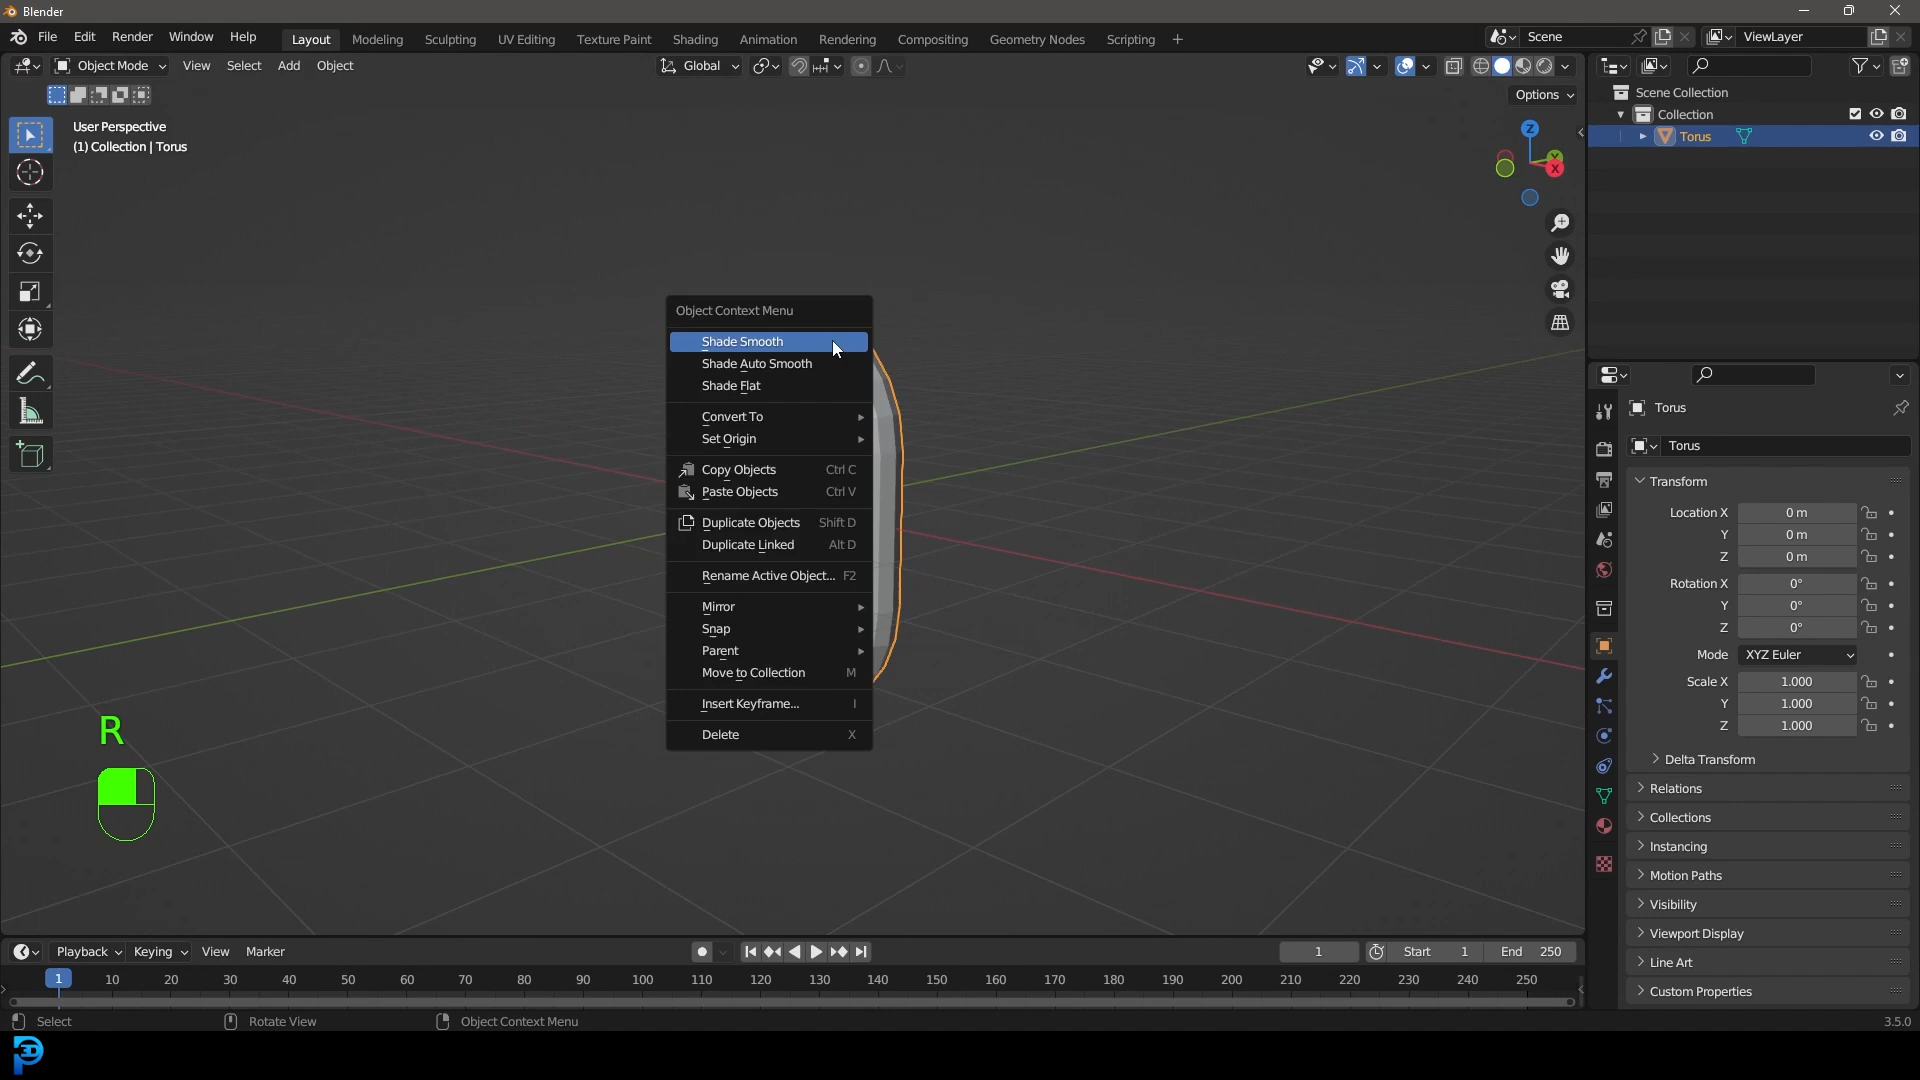 Blender
File Edit Render Window Help Layout Modeling Sculpting UV Editing Texture Paint Shading Animation Rendering Compositing Geometry Nodes Scripting + Scene ViewLayer
Object Mode View Select Add Object Global
Options
User Perspective
(1) Collection | Torus
Z
Y
X
Object Context Menu
Shade Smooth
Shade Auto Smooth
Shade Flat
Convert To
Set Origin
Copy Objects Ctrl C
Paste Objects Ctrl V
Duplicate Objects Shift D
Duplicate Linked Alt D
Rename Active Object... F2
Mirror
Snap
Parent
Move to Collection M
Insert Keyframe... I
Delete X
R
Scene Collection
Collection
Torus
Torus
Torus
Transform
Location X 0 m
Y 0 m
Z 0 m
Rotation X 0°
Y 0°
Z 0°
Mode XYZ Euler
Scale X 1.000
Y 1.000
Z 1.000
Delta Transform
Relations
Collections
Instancing
Motion Paths
Visibility
Viewport Display
Line Art
Custom Properties
Playback Keying View Marker 1 Start 1 End 250
1 10 20 30 40 50 60 70 80 90 100 110 120 130 140 150 160 170 180 190 200 210 220 230 240 250
Select Rotate View Object Context Menu 3.5.0
3D